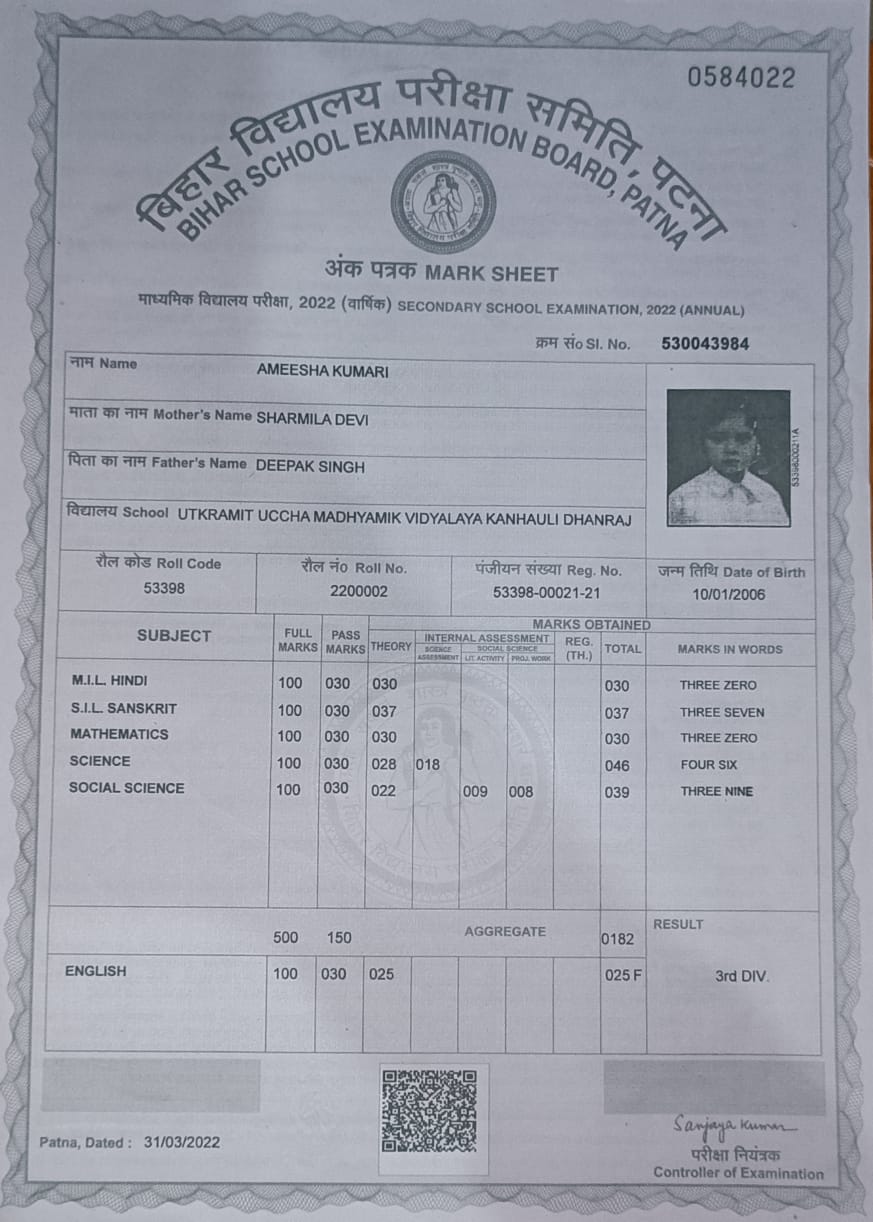 0584022
बिहार विद्यालय परीक्षा समिति, पटना
BIHAR SCHOOL EXAMINATION BOARD, PATNA
अंक पत्रक MARK SHEET
माध्यमिक विद्यालय परीक्षा, 2022 (वार्षिक) SECONDARY SCHOOL EXAMINATION, 2022 (ANNUAL)
क्रम सं० Sl. No. 530043984
नाम Name AMEESHA KUMARI
माता का नाम Mother's Name SHARMILA DEVI
पिता का नाम Father's Name DEEPAK SINGH
विद्यालय School UTKRAMIT UCCHA MADHYAMIK VIDYALAYA KANHAULI DHANRAJ
533980000211A
रौल कोड Roll Code रौल नं० Roll No. पंजीयन संख्या Reg. No. जन्म तिथि Date of Birth
53398 2200002 53398-00021-21 10/01/2006
MARKS OBTAINED
SUBJECT FULL MARKS PASS MARKS THEORY INTERNAL ASSESSMENT REG. (TH.) TOTAL MARKS IN WORDS
SCIENCE ASSESSMENT SOCIAL SCIENCE
LIT. ACTIVITY PROJ. WORK
M.I.L. HINDI 100 030 030 030 THREE ZERO
S.I.L. SANSKRIT 100 030 037 037 THREE SEVEN
MATHEMATICS 100 030 030 030 THREE ZERO
SCIENCE 100 030 028 018 046 FOUR SIX
SOCIAL SCIENCE 100 030 022 009 008 039 THREE NINE
500 150 AGGREGATE 0182 RESULT
ENGLISH 100 030 025 025 F 3rd DIV.
Patna, Dated : 31/03/2022
Sanjaya Kumar
परीक्षा नियंत्रक
Controller of Examination